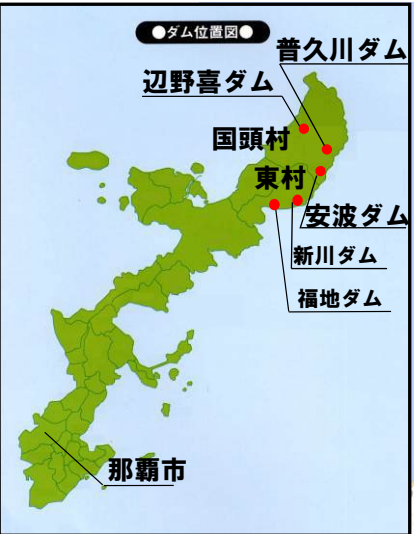 ●ダム位置図●
普久川ダム
辺野喜ダム
国頭村
東村
安波ダム
新川ダム
福地ダム
那覇市